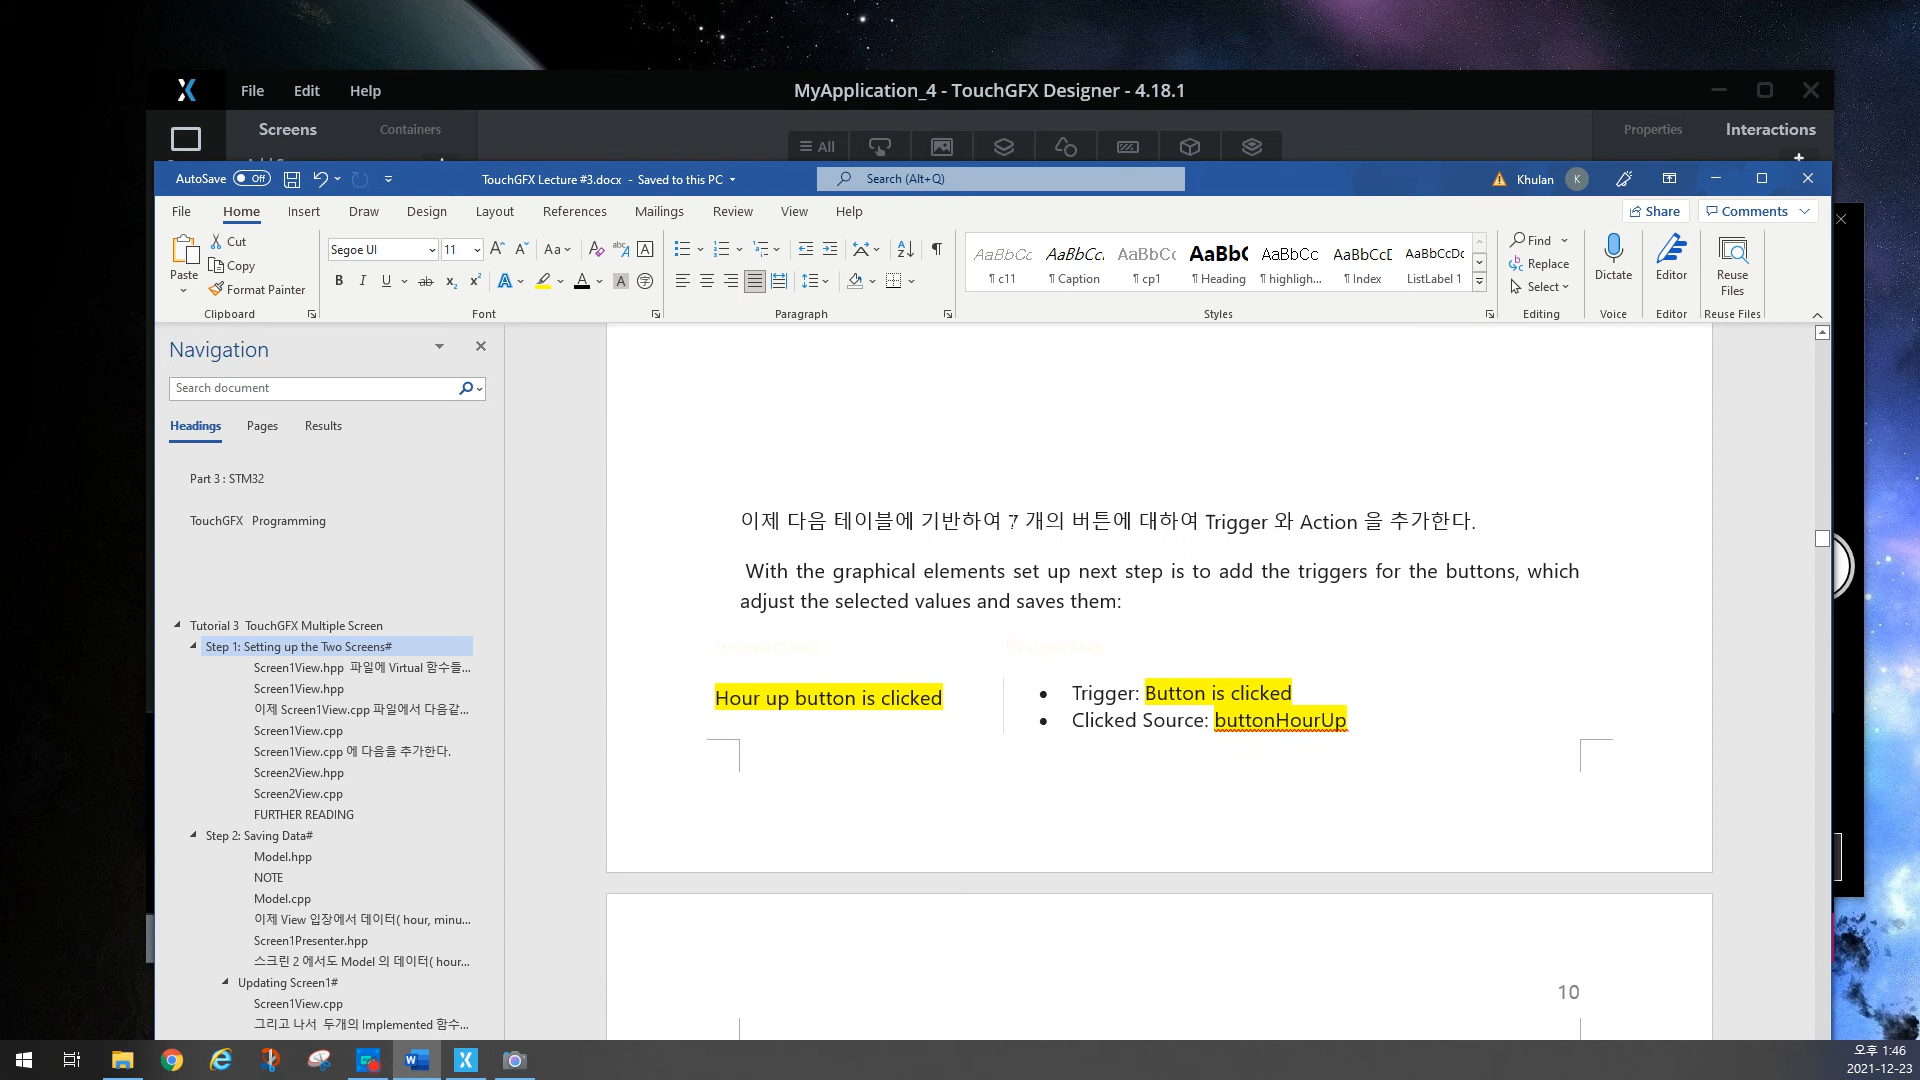 File Edit Help
MyApplication_4 - TouchGFX Designer - 4.18.1
Screens Containers
All
Properties Interactions
AutoSave Off
TouchGFX Lecture #3.docx - Saved to this PC
Search (Alt+Q)
Khulan K
File Home Insert Draw Design Layout References Mailings Review View Help
Share Comments
Paste
Cut
Copy
Format Painter
Clipboard
Segoe UI 11
Font
Paragraph
AaBbCc AaBbCc AaBbCc AaBb( AaBbCc AaBbCcD AaBbCcDc
¶ c11 ¶ Caption ¶ cp1 ¶ Heading ¶ highligh... ¶ Index ListLabel 1
Styles
Find
Replace
Select
Editing
Dictate
Voice
Editor
Editor
Reuse Files
Reuse Files
Navigation
Search document
Headings Pages Results
Part 3 : STM32
TouchGFX Programming
Tutorial 3 TouchGFX Multiple Screen
Step 1: Setting up the Two Screens#
Screen1View.hpp 파일에 Virtual 함수들...
Screen1View.hpp
이제 Screen1View.cpp 파일에서 다음같...
Screen1View.cpp
Screen1View.cpp 에 다음을 추가한다.
Screen2View.hpp
Screen2View.cpp
FURTHER READING
Step 2: Saving Data#
Model.hpp
NOTE
Model.cpp
이제 View 입장에서 데이터( hour, minu...
Screen1Presenter.hpp
스크린 2 에서도 Model 의 데이터( hour...
Updating Screen1#
Screen1View.cpp
그리고 나서 두개의 Implemented 함수...
이제 다음 테이블에 기반하여 7 개의 버튼에 대하여 Trigger 와 Action 을 추가한다.
With the graphical elements set up next step is to add the triggers for the buttons, which
adjust the selected values and saves them:
Interaction Properties
Hour up button is clicked
• Trigger: Button is clicked
• Clicked Source: buttonHourUp
10
오후 1:46
2021-12-23